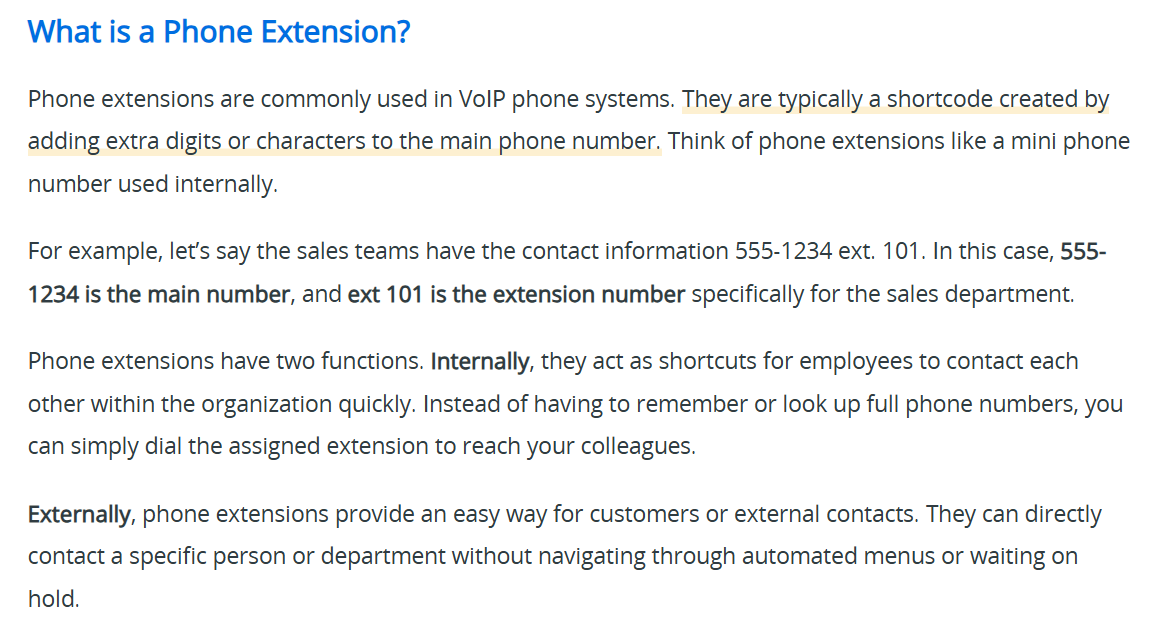 What is a Phone Extension?
Phone extensions are commonly used in VoIP phone systems. They are typically a shortcode created by
adding extra digits or characters to the main phone number. Think of phone extensions like a mini phone
number used internally.
For example, let’s say the sales teams have the contact information 555-1234 ext. 101. In this case, 555-
1234 is the main number, and ext 101 is the extension number specifically for the sales department.
Phone extensions have two functions. Internally, they act as shortcuts for employees to contact each
other within the organization quickly. Instead of having to remember or look up full phone numbers, you
can simply dial the assigned extension to reach your colleagues.
Externally, phone extensions provide an easy way for customers or external contacts. They can directly
contact a specific person or department without navigating through automated menus or waiting on
hold.